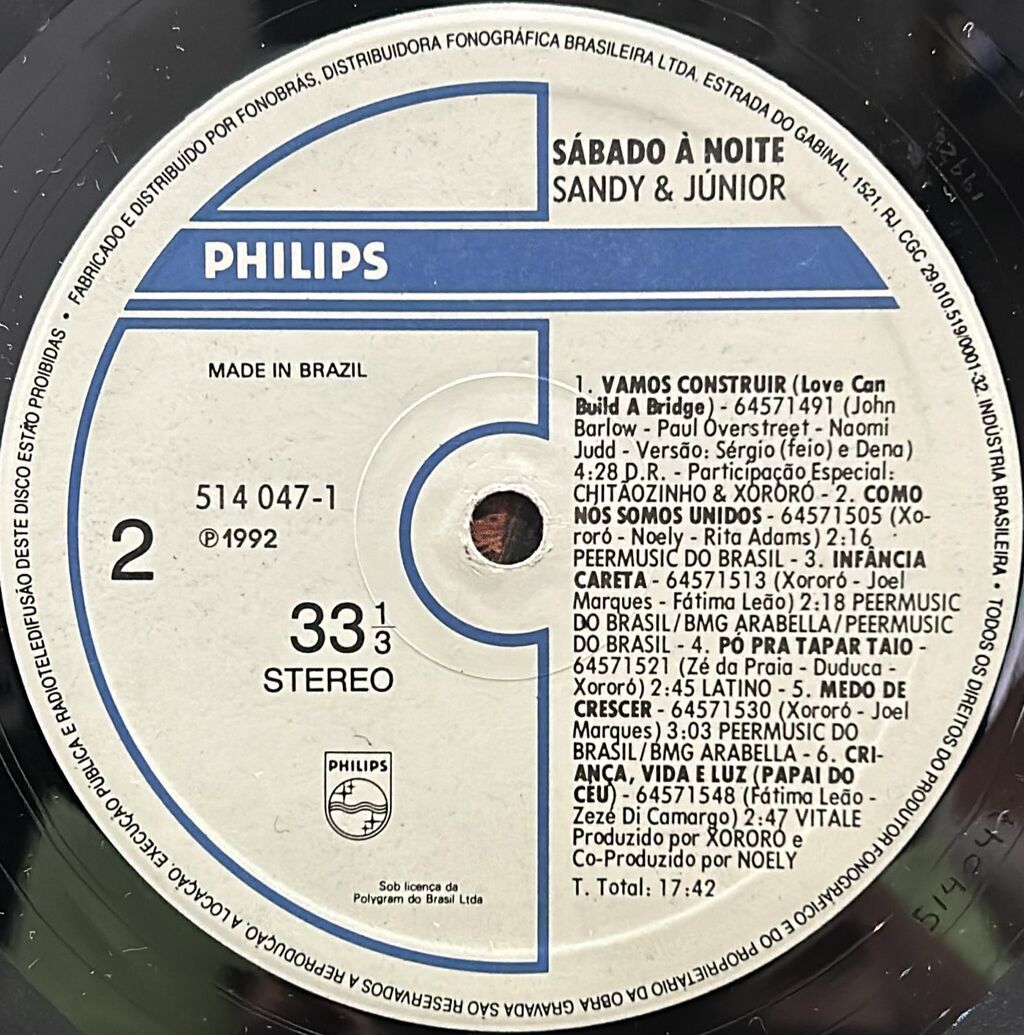 FABRICADO E DISTRIBUÍDO POR FONOBRÁS, DISTRIBUIDORA FONOGRÁFICA BRASILEIRA LTDA. ESTRADA DO GABINAL, 1521, RJ. CGC 29.010.519/0001-32. INDÚSTRIA BRASILEIRA • TODOS OS DIREITOS DO PRODUTOR FONOGRÁFICO E DO PROPRIETÁRIO DA OBRA GRAVADA SÃO RESERVADOS A REPRODUÇÃO. A LOCAÇÃO, EXECUÇÃO PÚBLICA E RADIOTELEDIFUSÃO DESTE DISCO ESTÃO PROIBIDAS •
SÁBADO À NOITE
SANDY & JÚNIOR
PHILIPS
MADE IN BRAZIL
514 047-1
℗1992
2
33 1/3
STEREO
PHILIPS
Sob licença da
Polygram do Brasil Ltda
1. VAMOS CONSTRUIR (Love Can
Build A Bridge) - 64571491 (John
Barlow - Paul Overstreet - Naomi
Judd - Versão: Sérgio (feio) e Dena)
4:28 D.R. - Participação Especial:
CHITÃOZINHO & XORORÓ - 2. COMO
NÓS SOMOS UNIDOS - 64571505 (Xo-
roró - Noely - Rita Adams) 2:16
PEERMUSIC DO BRASIL - 3. INFÂNCIA
CARETA - 64571513 (Xororó - Joel
Marques - Fátima Leão) 2:18 PEERMUSIC
DO BRASIL/BMG ARABELLA/PEERMUSIC
DO BRASIL - 4. PÓ PRA TAPAR TAIO -
64571521 (Zé da Praia - Duduca -
Xororó) 2:45 LATINO - 5. MEDO DE
CRESCER - 64571530 (Xororó - Joel
Marques) 3:03 PEERMUSIC DO
BRASIL/BMG ARABELLA - 6. CRI-
ANÇA, VIDA E LUZ (PAPAI DO
CÉU) - 64571548 (Fátima Leão -
Zezé Di Camargo) 2:47 VITALE
Produzido por XORORÓ e
Co-Produzido por NOELY
T. Total: 17:42